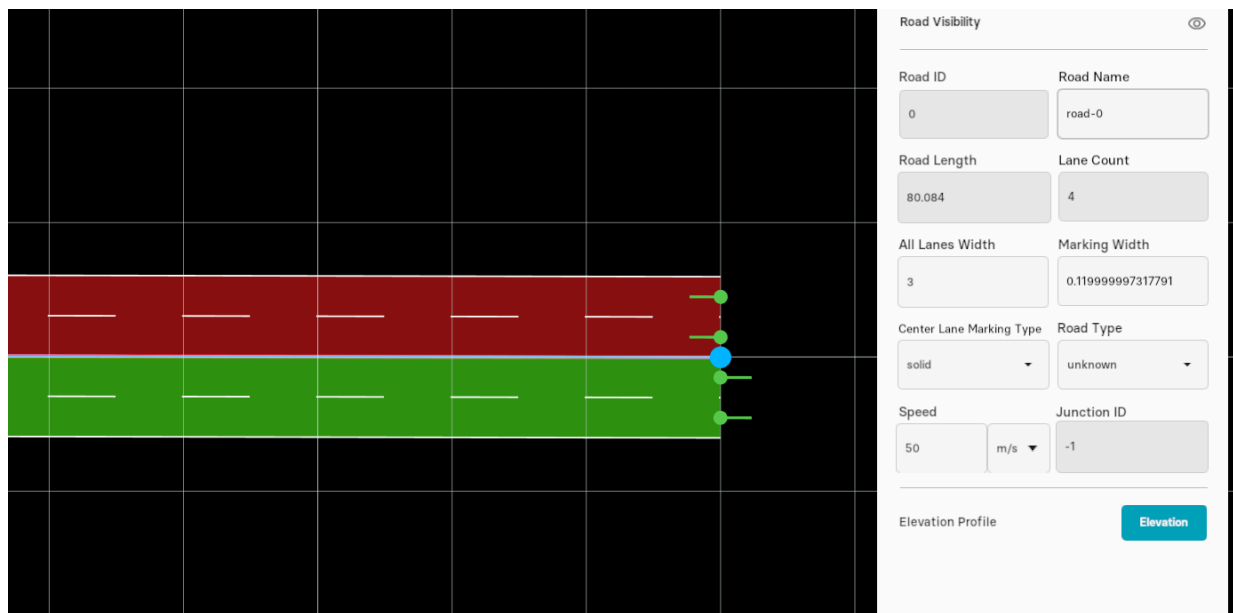 Road Visibility
Road ID
Road Name
0
road-0
Road Length
Lane Count
80.084
4
All Lanes Width
Marking Width
3
0.119999997317791
Center Lane Marking Type
Road Type
solid
unknown
Speed
Junction ID
50
m/s
-1
Elevation Profile
Elevation